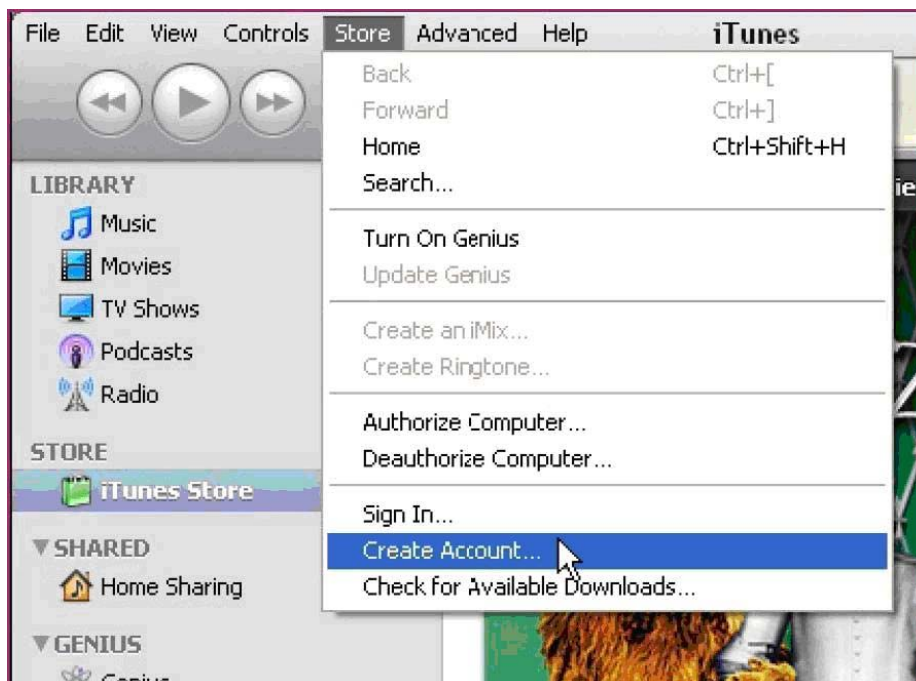 File Edit View Controls Store Advanced Help iTunes
Back Ctrl+[
Forward Ctrl+]
Home Ctrl+Shift+H
Search...
Turn On Genius
Update Genius
Create an iMix...
Create Ringtone...
Authorize Computer...
Deauthorize Computer...
Sign In...
Create Account...
Check for Available Downloads...
LIBRARY
Music
Movies
TV Shows
Podcasts
Radio
STORE
iTunes Store
SHARED
Home Sharing
GENIUS
Genius